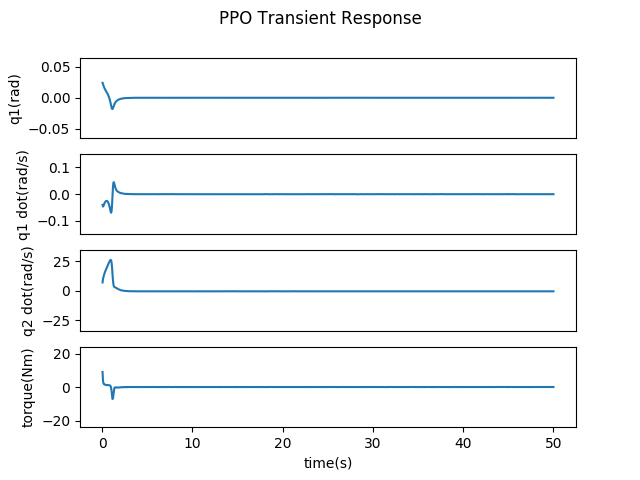 PPO Transient Response
q1(rad)
0.05
0.00
−0.05
q1 dot(rad/s)
0.1
0.0
−0.1
q2 dot(rad/s)
25
0
−25
torque(Nm)
20
0
−20
0 10 20 30 40 50
time(s)